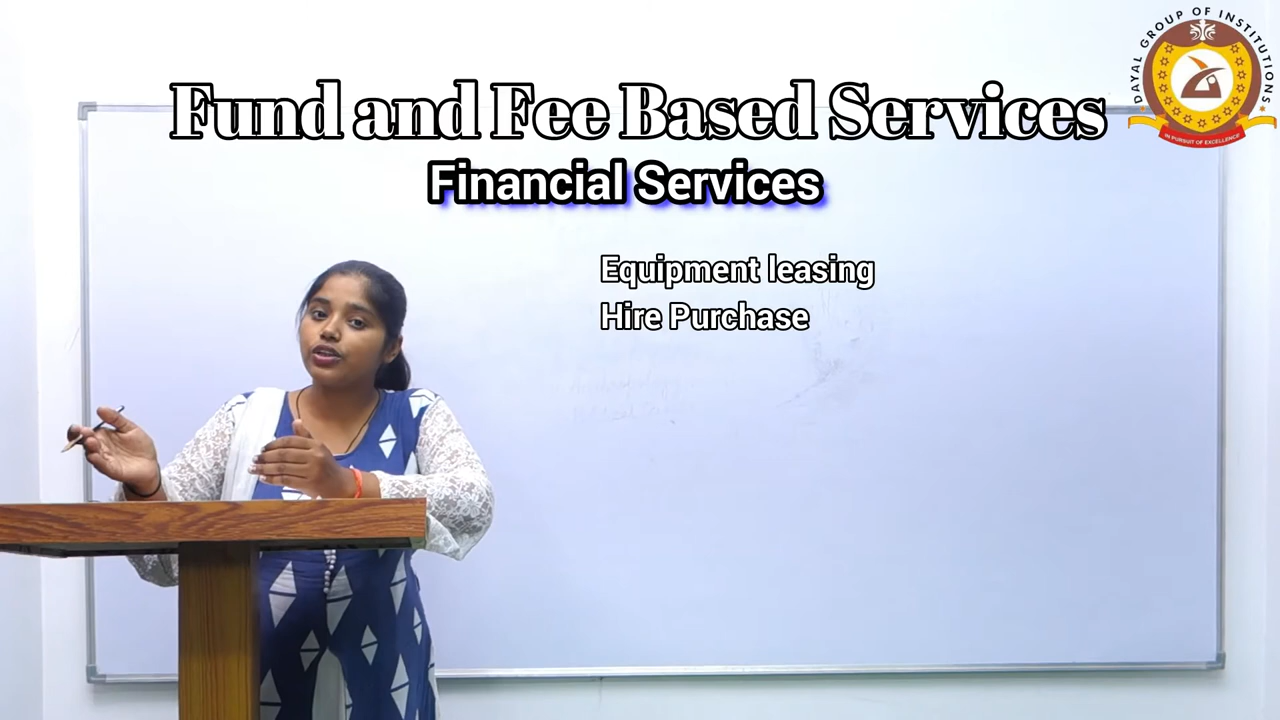 DAYAL GROUP OF INSTITUTIONS
IN PURSUIT OF EXCELLENCE
Fund and Fee Based Services
Financial Services
Equipment leasing
Hire Purchase